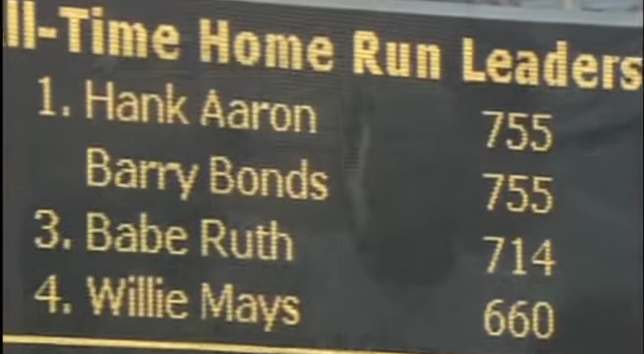 ll-Time Home Run Leaders
1. Hank Aaron 755
Barry Bonds 755
3. Babe Ruth 714
4. Willie Mays 660